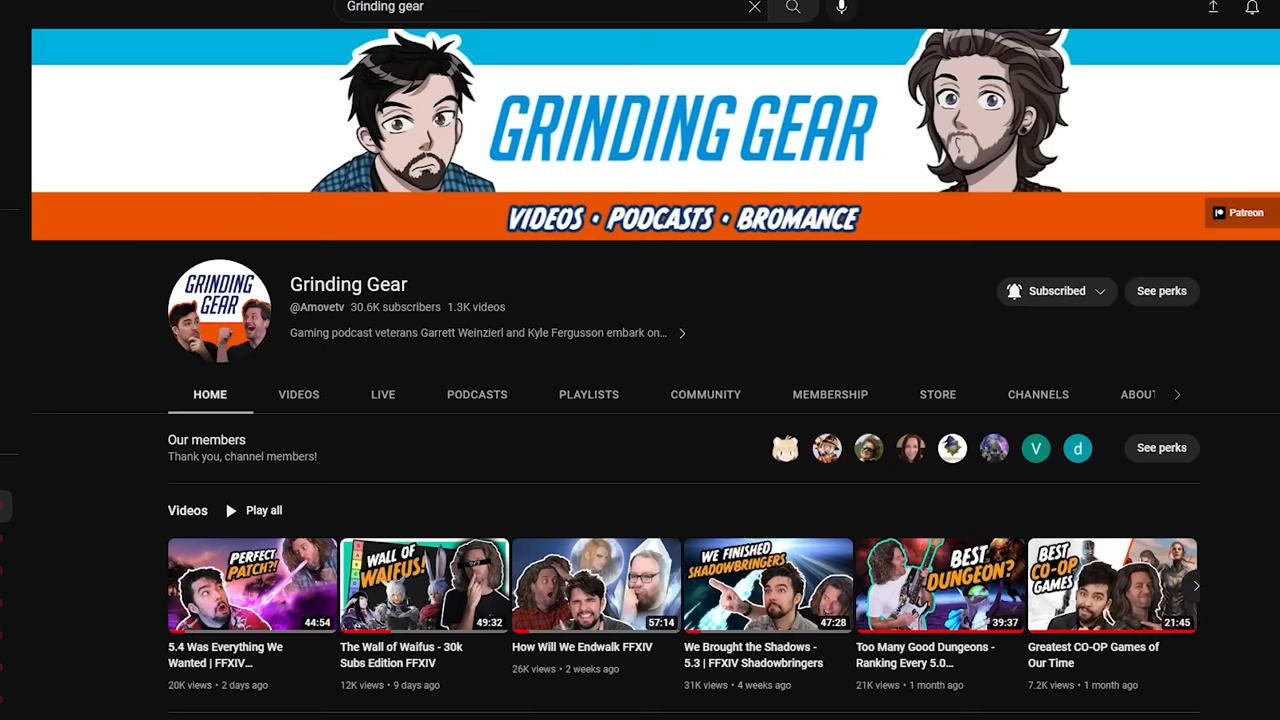 Grinding gear
GRINDING GEAR
VIDEOS • PODCASTS • BROMANCE
Patreon
GRINDING
GEAR
Grinding Gear
@Amovetv 30.6K subscribers 1.3K videos
Gaming podcast veterans Garrett Weinzierl and Kyle Fergusson embark on...
Subscribed
See perks
HOME VIDEOS LIVE PODCASTS PLAYLISTS COMMUNITY MEMBERSHIP STORE CHANNELS ABOUT
Our members
Thank you, channel members!
V
d
See perks
Videos Play all
PERFECT
PATCH?!
44:54
WALL OF
WAIFUS!
49:32
57:14
WE FINISHED
SHADOWBRINGERS
47:28
BEST
DUNGEON?
39:37
BEST
CO-OP
GAMES
21:45
5.4 Was Everything We
Wanted | FFXIV...
20K views • 2 days ago
The Wall of Waifus - 30k
Subs Edition FFXIV
12K views • 9 days ago
How Will We Endwalk FFXIV
26K views • 2 weeks ago
We Brought the Shadows -
5.3 | FFXIV Shadowbringers
31K views • 4 weeks ago
Too Many Good Dungeons -
Ranking Every 5.0...
21K views • 1 month ago
Greatest CO-OP Games of
Our Time
7.2K views • 1 month ago